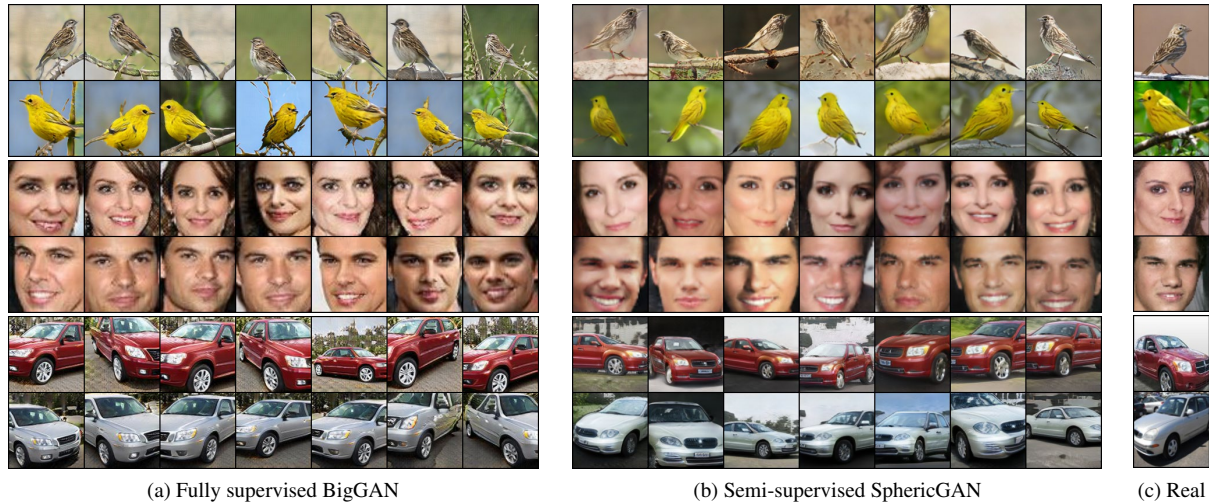 (a) Fully supervised BigGAN
(b) Semi-supervised SphericGAN
(c) Real